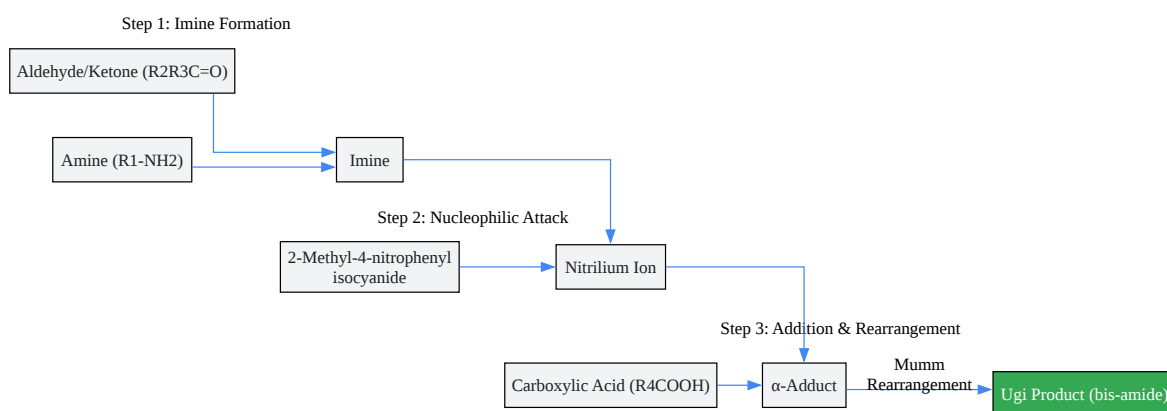 Step 1: Imine Formation
Aldehyde/Ketone (R2R3C=O)
Amine (R1-NH2)
Imine
Step 2: Nucleophilic Attack
2-Methyl-4-nitrophenyl
isocyanide
Nitrilium Ion
Step 3: Addition & Rearrangement
Carboxylic Acid (R4COOH)
α-Adduct
Mumm
Rearrangement
Ugi Product (bis-amide)